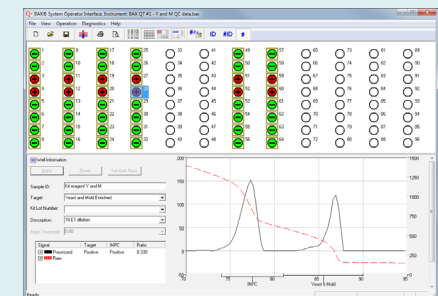 BAX® System Operator Interface, Instrument: BAX Q7 #1 - Y and M QC data.bax
File View Operation Diagnostics Help
ID #ID #
1 9 17 25 33 41 49 57 65 73 81 89
2 10 18 26 34 42 50 58 66 74 82 90
3 11 19 27 35 43 51 59 67 75 83 91
4 12 20 28 36 44 52 60 68 76 84 92
5 13 21 29 37 45 53 61 69 77 85 93
6 14 22 30 38 46 54 62 70 78 86 94
7 15 23 31 39 47 55 63 71 79 87 95
8 16 24 32 40 48 56 64 72 80 88 96
Well Information
Apply Reset Set Auto Num
Sample ID: Kit reagent Y and M
Target: Yeast and Mold Enriched
Kit Lot Number:
Description: 10 E1 dilution
Ratio Threshold: 0.00
Signal Target INPC Ratio
Processed Positive Positive 0.339
Raw
200 1500
150 1250
100 1000
750
50 500
0 250
-50 0
70 75 80 85 90 95
INPC Yeast & Mold
Ready